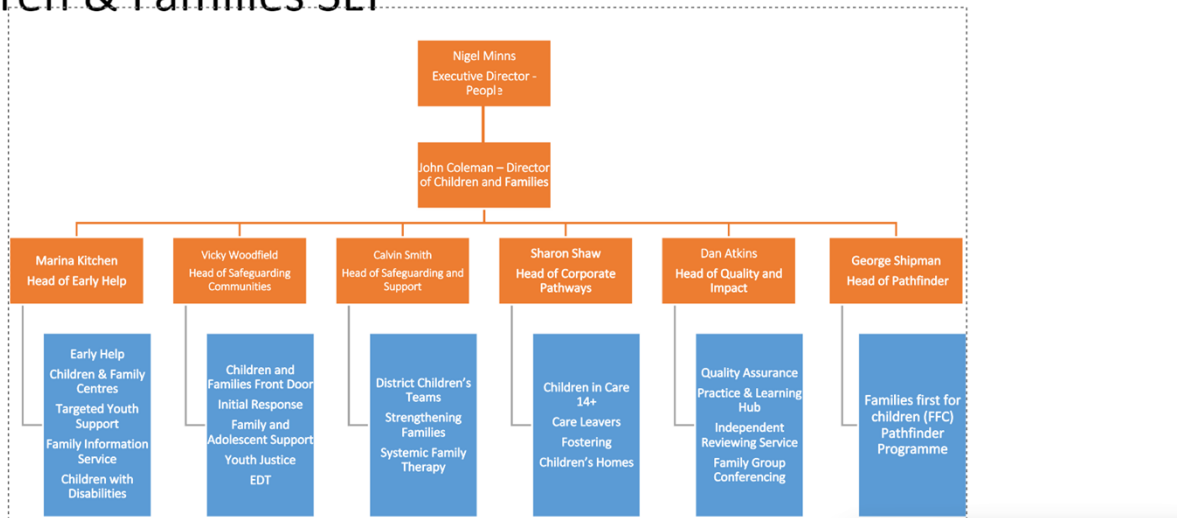 ren & Families SLT
Nigel Minns
Executive Director -
People
John Coleman – Director
of Children and Families
Marina Kitchen
Head of Early Help
Vicky Woodfield
Head of Safeguarding
Communities
Calvin Smith
Head of Safeguarding and
Support
Sharon Shaw
Head of Corporate
Pathways
Dan Atkins
Head of Quality and
Impact
George Shipman
Head of Pathfinder
Early Help
Children & Family
Centres
Targeted Youth
Support
Family Information
Service
Children with
Disabilities
Children and
Families Front Door
Initial Response
Family and
Adolescent Support
Youth Justice
EDT
District Children's
Teams
Strengthening
Families
Systemic Family
Therapy
Children in Care
14+
Care Leavers
Fostering
Children's Homes
Quality Assurance
Practice & Learning
Hub
Independent
Reviewing Service
Family Group
Conferencing
Families first for
children (FFC)
Pathfinder
Programme